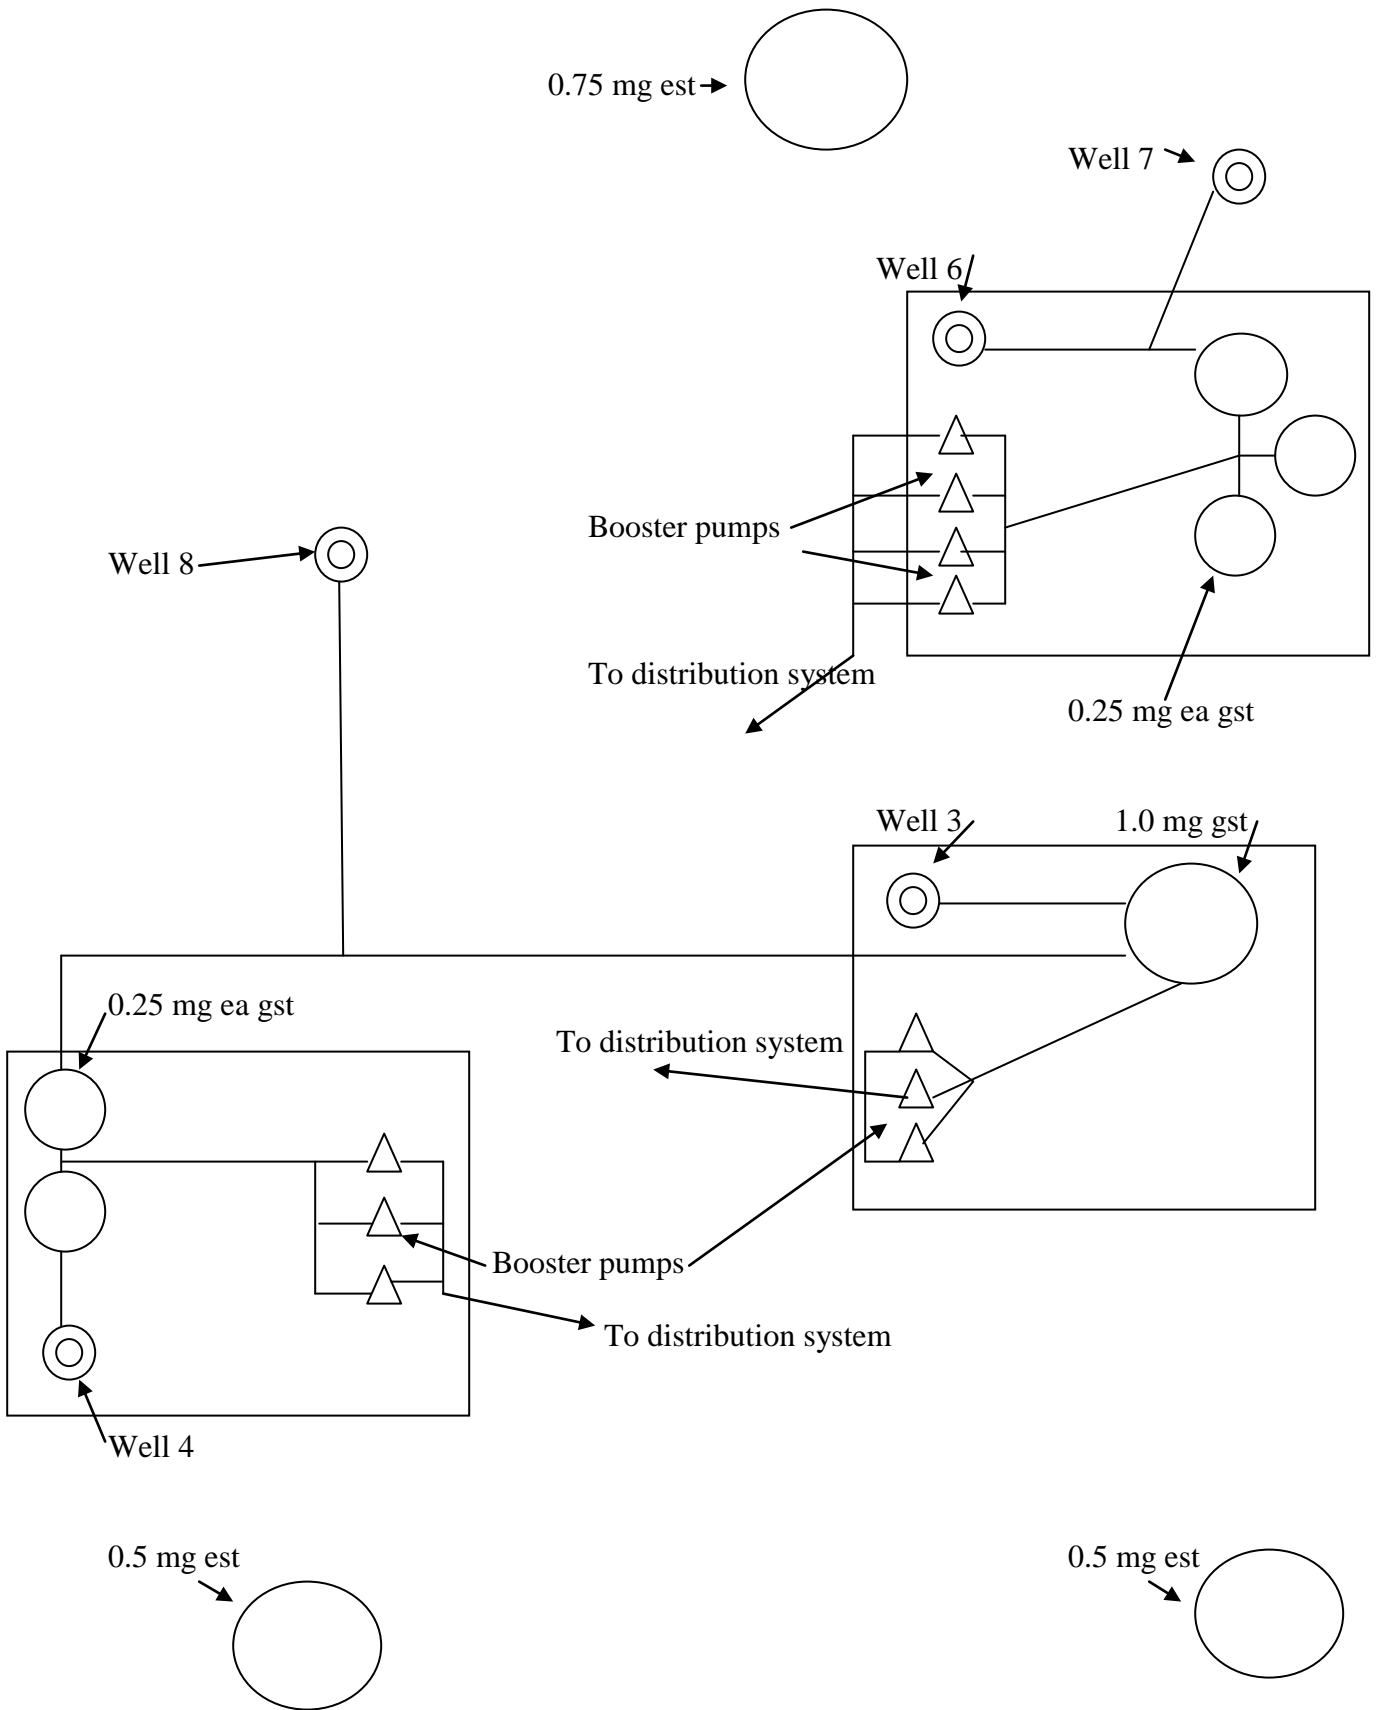 0.75 mg est
Well 7
Well 6
Booster pumps
Well 8
To distribution system
0.25 mg ea gst
Well 3
1.0 mg gst
0.25 mg ea gst
To distribution system
Booster pumps
To distribution system
Well 4
0.5 mg est
0.5 mg est